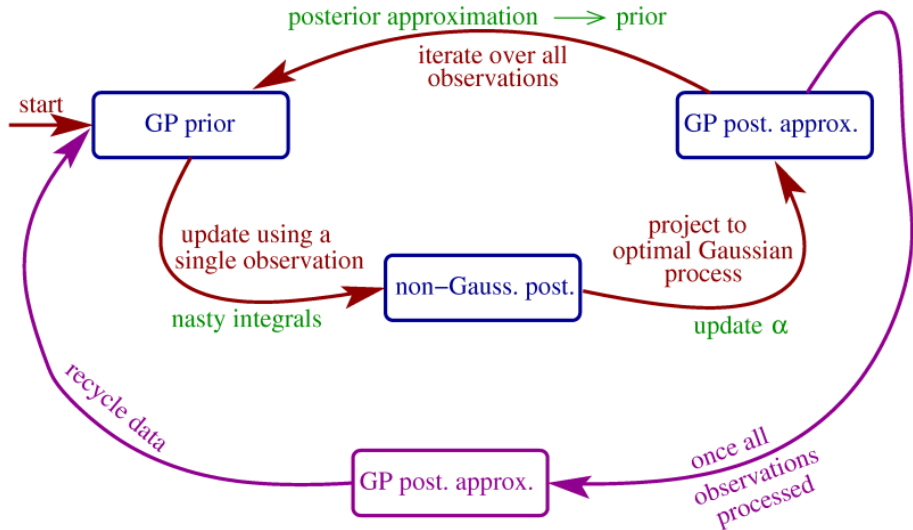 posterior approximation → prior
iterate over all
observations
start
GP prior
GP post. approx.
update using a
single observation
nasty integrals
non-Gauss. post.
project to
optimal Gaussian
process
update α
recycle data
GP post. approx.
once all
observations
processed